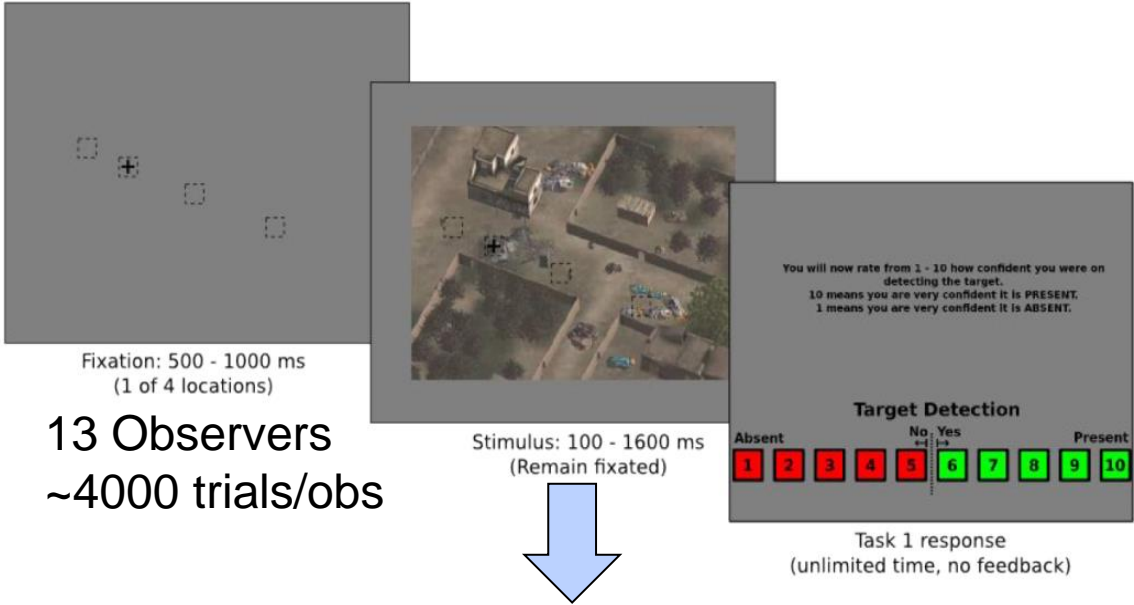 Fixation: 500 - 1000 ms
(1 of 4 locations)
13 Observers
~4000 trials/obs
Stimulus: 100 - 1600 ms
(Remain fixated)
You will now rate from 1 - 10 how confident you were on
detecting the target.
10 means you are very confident it is PRESENT.
1 means you are very confident it is ABSENT.
Target Detection
Absent No Yes Present
1 2 3 4 5 6 7 8 9 10
Task 1 response
(unlimited time, no feedback)